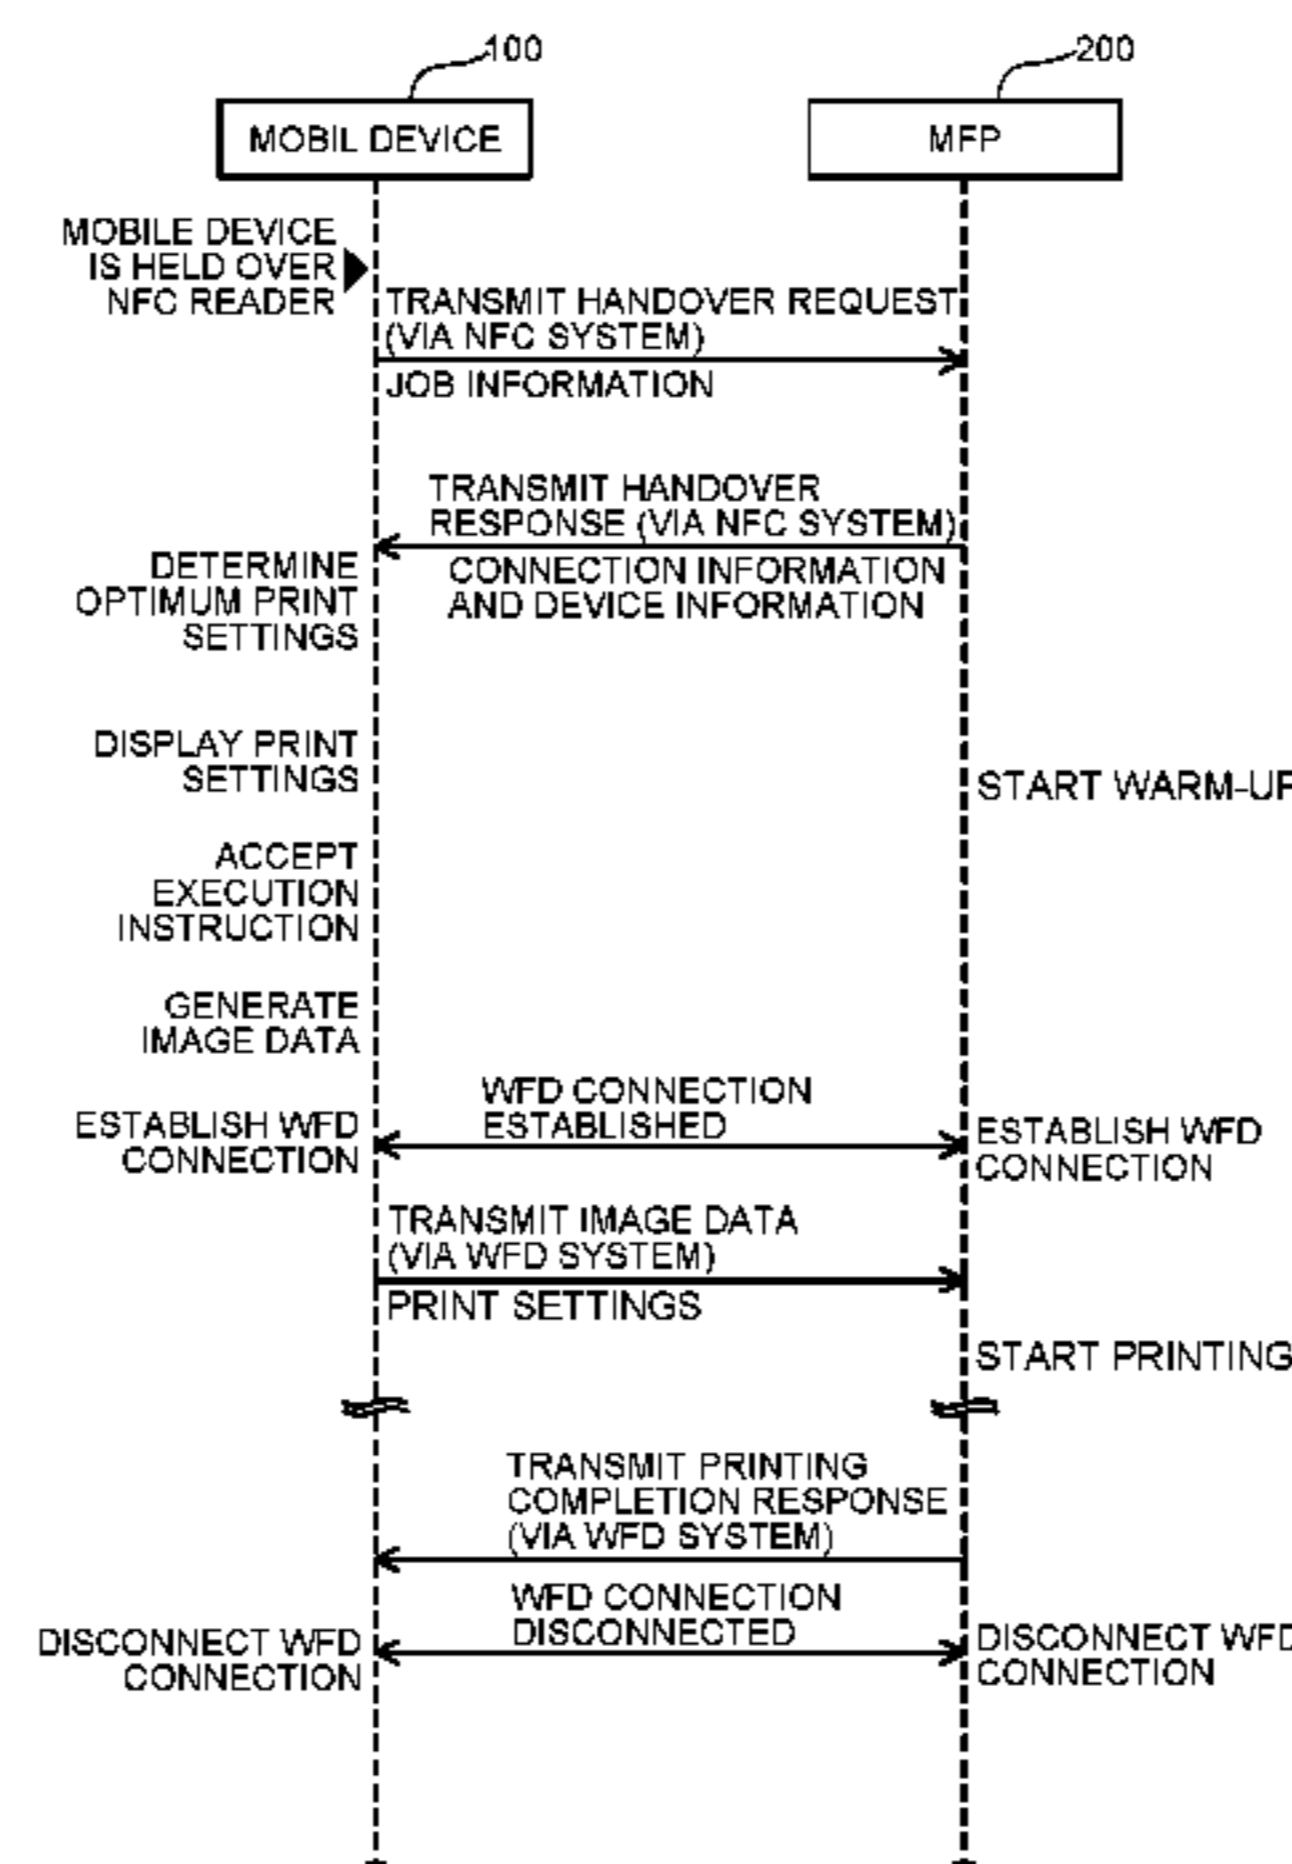 100
200
MOBIL DEVICE
MFP
MOBILE DEVICE
IS HELD OVER
NFC READER
TRANSMIT HANDOVER REQUEST
(VIA NFC SYSTEM)
JOB INFORMATION
TRANSMIT HANDOVER
RESPONSE (VIA NFC SYSTEM)
CONNECTION INFORMATION
AND DEVICE INFORMATION
DETERMINE
OPTIMUM PRINT
SETTINGS
DISPLAY PRINT
SETTINGS
START WARM-UP
ACCEPT
EXECUTION
INSTRUCTION
GENERATE
IMAGE DATA
WFD CONNECTION
ESTABLISHED
ESTABLISH WFD
CONNECTION
ESTABLISH WFD
CONNECTION
TRANSMIT IMAGE DATA
(VIA WFD SYSTEM)
PRINT SETTINGS
START PRINTING
TRANSMIT PRINTING
COMPLETION RESPONSE
(VIA WFD SYSTEM)
WFD CONNECTION
DISCONNECTED
DISCONNECT WFD
CONNECTION
DISCONNECT WFD
CONNECTION